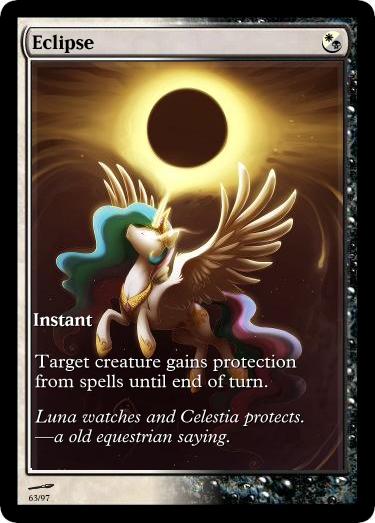 Eclipse
Instant
Target creature gains protection
from spells until end of turn.
Luna watches and Celestia protects.
—a old equestrian saying.
63/97